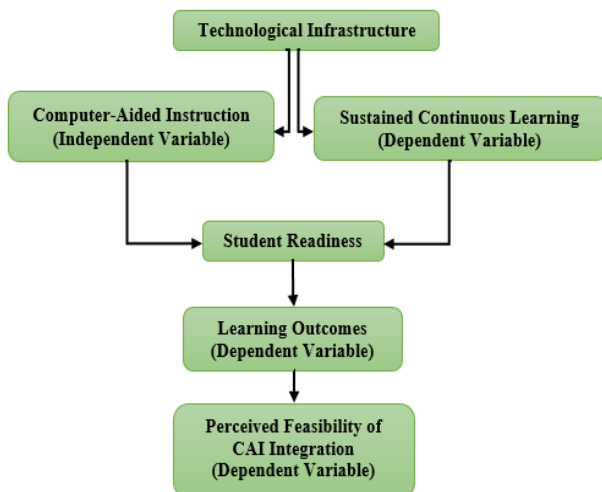 Technological Infrastructure
Computer-Aided Instruction
(Independent Variable)
Sustained Continuous Learning
(Dependent Variable)
Student Readiness
Learning Outcomes
(Dependent Variable)
Perceived Feasibility of
CAI Integration
(Dependent Variable)